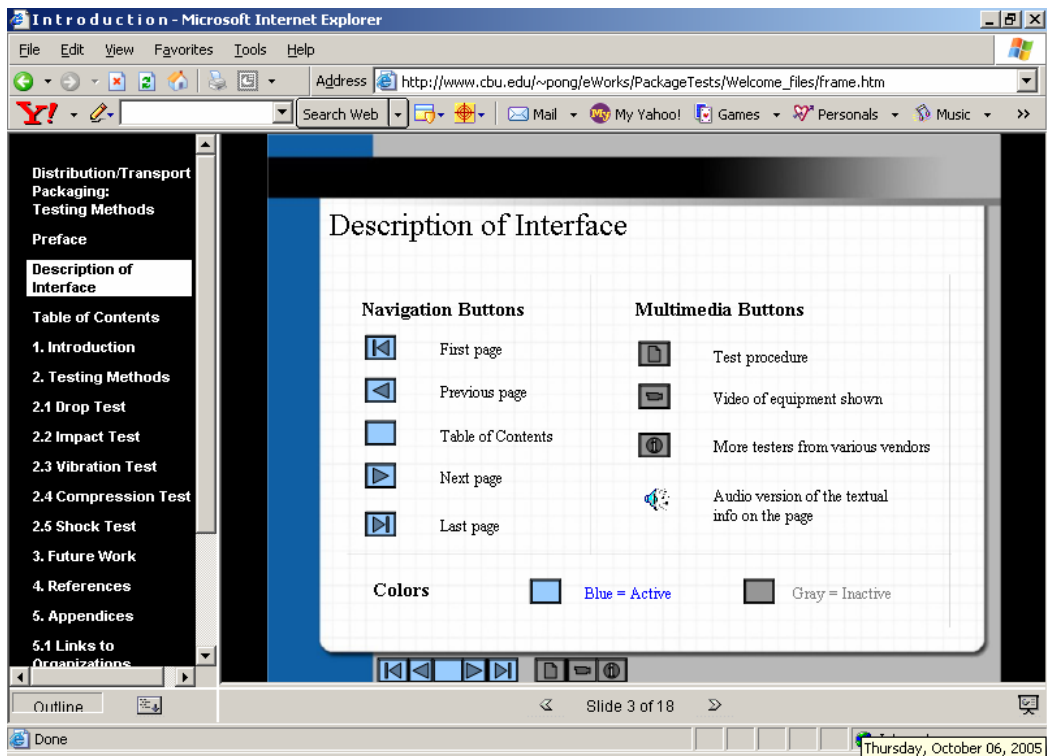 I n t r o d u c t i o n - Microsoft Internet Explorer
File Edit View Favorites Tools Help
Address http://www.cbu.edu/~pong/eWorks/PackageTests/Welcome_files/frame.htm
Y! Search Web Mail My Yahoo! Games Personals Music >>
Distribution/Transport
Packaging:
Testing Methods
Preface
Description of
Interface
Table of Contents
1. Introduction
2. Testing Methods
2.1 Drop Test
2.2 Impact Test
2.3 Vibration Test
2.4 Compression Test
2.5 Shock Test
3. Future Work
4. References
5. Appendices
5.1 Links to
Organizations
Description of Interface
Navigation Buttons
First page
Previous page
Table of Contents
Next page
Last page
Multimedia Buttons
Test procedure
Video of equipment shown
More testers from various vendors
Audio version of the textual
info on the page
Colors
Blue = Active
Gray = Inactive
Outline
Slide 3 of 18
Done
Thursday, October 06, 2005